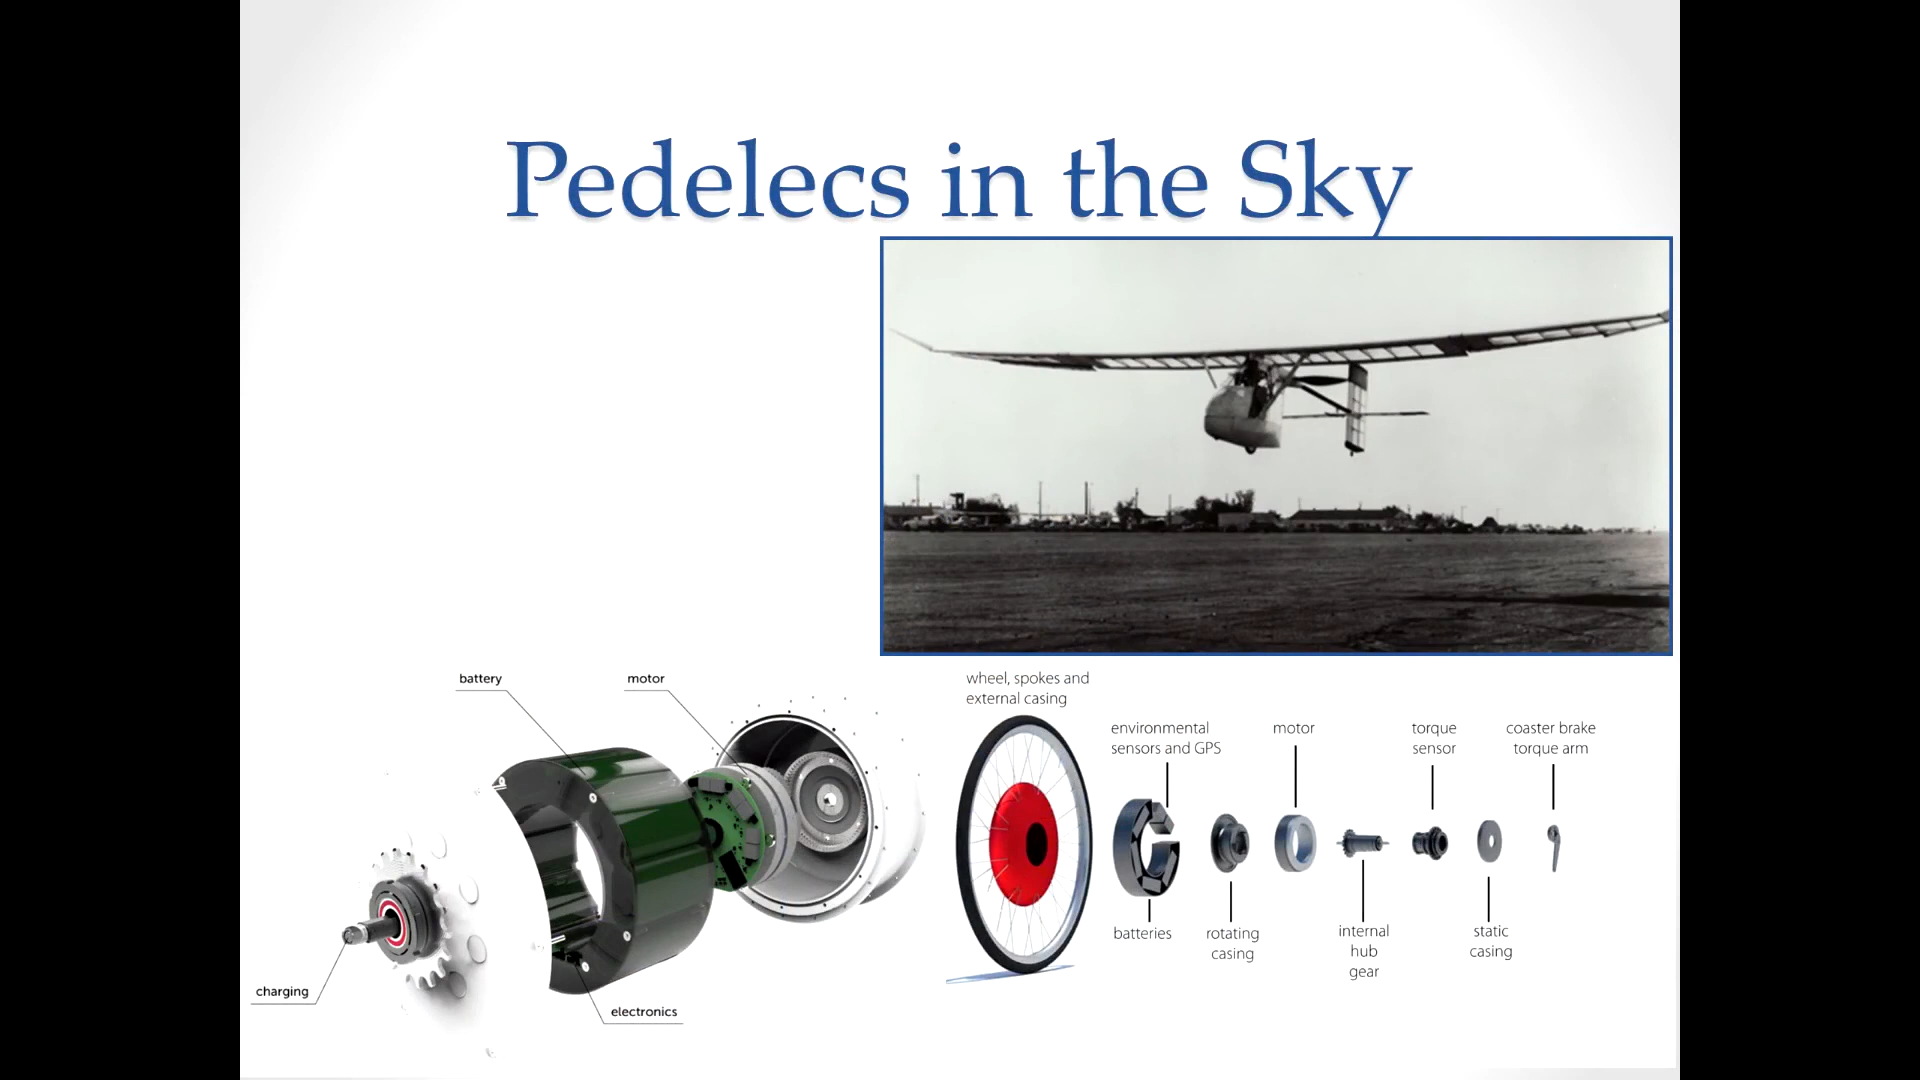 Pedelecs in the Sky
battery
motor
charging
electronics
wheel, spokes and
external casing
environmental
sensors and GPS
motor
torque
sensor
coaster brake
torque arm
batteries
rotating
casing
internal
hub
gear
static
casing